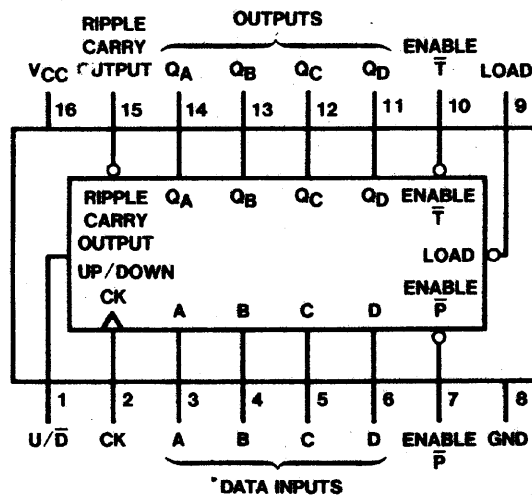 OUTPUTS
RIPPLE
CARRY
OUTPUT
VCC
QA QB QC QD
ENABLE
T̅
LOAD
16 15 14 13 12 11 10 9
RIPPLE
CARRY
OUTPUT
QA QB QC QD
ENABLE
T̅
LOAD
UP/DOWN
CK
ENABLE
P̅
A B C D
1 2 3 4 5 6 7 8
U/D̅ CK A B C D ENABLE
P̅
GND
DATA INPUTS